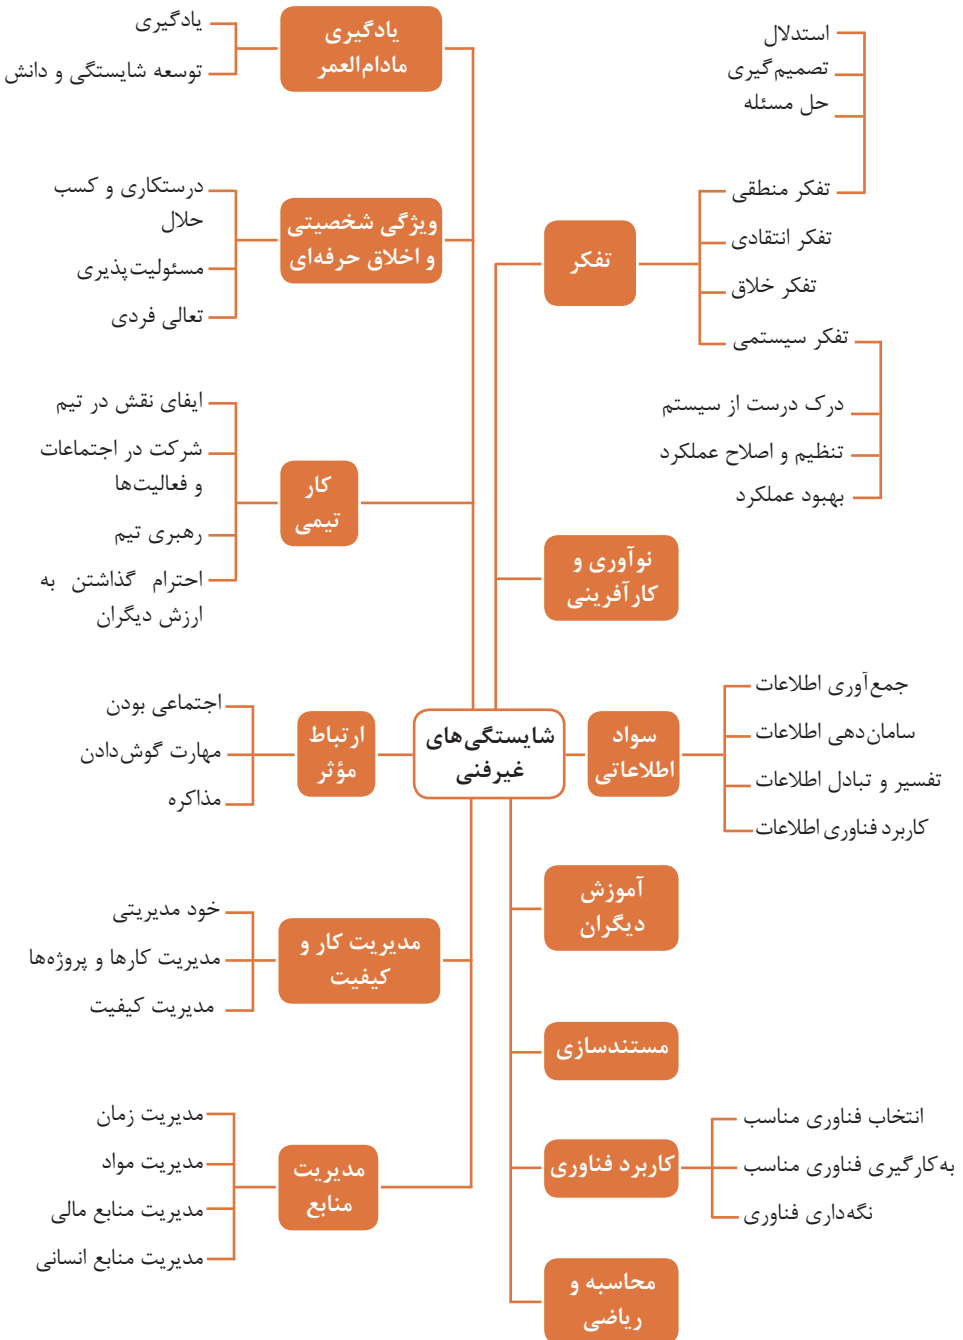 شایستگی‌های
غیرفنی
تفکر
استدلال
تصمیم‌گیری
حل مسئله
تفکر منطقی
تفکر انتقادی
تفکر خلاق
تفکر سیستمی
درک درست از سیستم
تنظیم و اصلاح عملکرد
بهبود عملکرد
نوآوری و
کارآفرینی
سواد
اطلاعاتی
جمع‌آوری اطلاعات
سامان‌دهی اطلاعات
تفسیر و تبادل اطلاعات
کاربرد فناوری اطلاعات
آموزش
دیگران
مستندسازی
کاربرد فناوری
انتخاب فناوری مناسب
به‌کارگیری فناوری مناسب
نگه‌داری فناوری
محاسبه و
ریاضی
یادگیری
مادام‌العمر
یادگیری
توسعه شایستگی و دانش
ویژگی شخصیتی
و اخلاق حرفه‌ای
درستکاری و کسب
حلال
مسئولیت‌پذیری
تعالی فردی
کار
تیمی
ایفای نقش در تیم
شرکت در اجتماعات
و فعالیت‌ها
رهبری تیم
احترام گذاشتن به
ارزش دیگران
ارتباط
مؤثر
اجتماعی بودن
مهارت گوش‌دادن
مذاکره
مدیریت کار و
کیفیت
خود مدیریتی
مدیریت کارها و پروژه‌ها
مدیریت کیفیت
مدیریت
منابع
مدیریت زمان
مدیریت مواد
مدیریت منابع مالی
مدیریت منابع انسانی